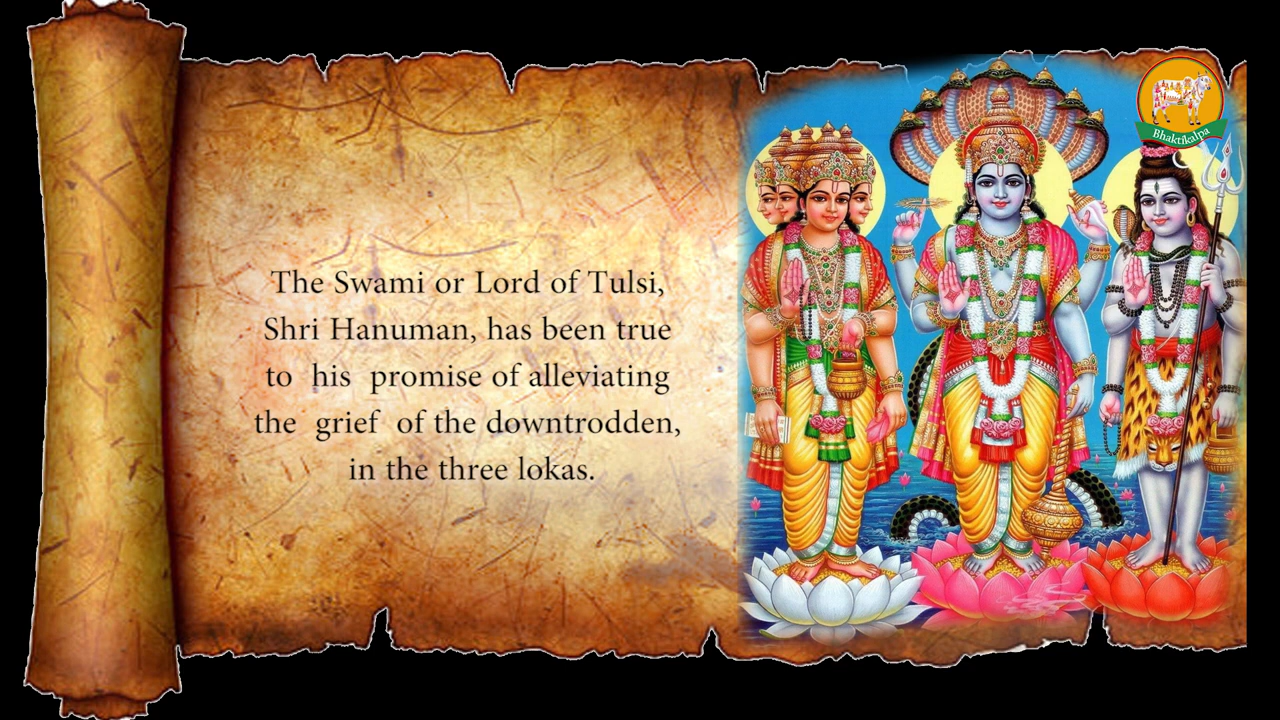 The Swami or Lord of Tulsi,
Shri Hanuman, has been true
to his promise of alleviating
the grief of the downtrodden,
in the three lokas.
Bhaktikalpa